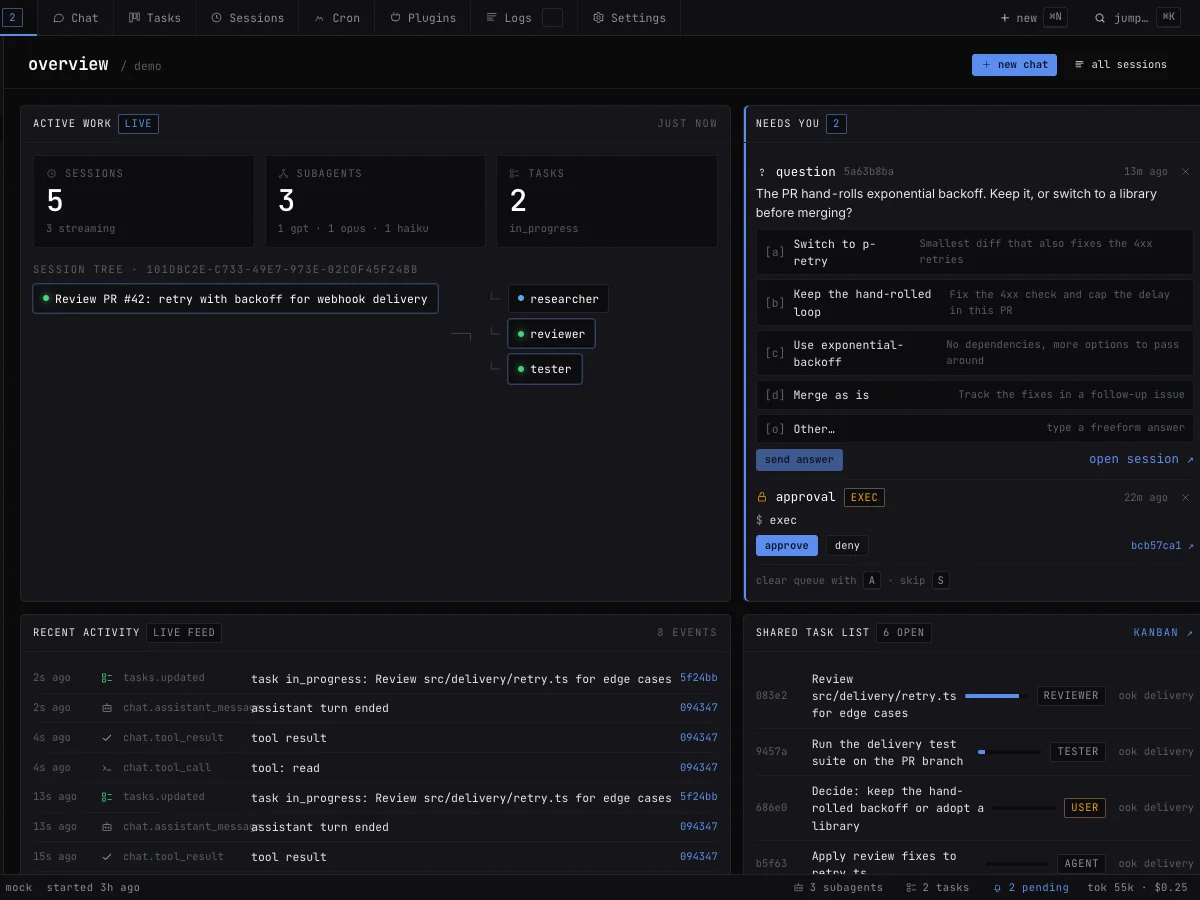 2 Chat Tasks Sessions Cron Plugins Logs Settings + new ⌘N jump… ⌘K
overview / demo + new chat all sessions
ACTIVE WORK LIVE JUST NOW
SESSIONS
5
3 streaming
SUBAGENTS
3
1 gpt · 1 opus · 1 haiku
TASKS
2
in_progress
SESSION TREE · 101DBC2E-C733-49E7-973E-02C0F45F24BB
Review PR #42: retry with backoff for webhook delivery
researcher
reviewer
tester
NEEDS YOU 2
? question 5a63b8ba 13m ago ×
The PR hand-rolls exponential backoff. Keep it, or switch to a library
before merging?
[a] Switch to p-
retry
Smallest diff that also fixes the 4xx
retries
[b] Keep the hand-rolled
loop
Fix the 4xx check and cap the delay
in this PR
[c] Use exponential-
backoff
No dependencies, more options to pass
around
[d] Merge as is Track the fixes in a follow-up issue
[o] Other… type a freeform answer
send answer open session ↗
approval EXEC 22m ago ×
$ exec
approve deny bcb57ca1 ↗
clear queue with A · skip S
RECENT ACTIVITY LIVE FEED 8 EVENTS
2s ago tasks.updated task in_progress: Review src/delivery/retry.ts for edge cases 5f24bb
2s ago chat.assistant_messag assistant turn ended 094347
4s ago chat.tool_result tool result 094347
4s ago chat.tool_call tool: read 094347
13s ago tasks.updated task in_progress: Review src/delivery/retry.ts for edge cases 5f24bb
13s ago chat.assistant_messag assistant turn ended 094347
15s ago chat.tool_result tool result 094347
SHARED TASK LIST 6 OPEN KANBAN ↗
083e2 Review
src/delivery/retry.ts
for edge cases
REVIEWER ook delivery
9457a Run the delivery test
suite on the PR branch
TESTER ook delivery
686e0 Decide: keep the hand-
rolled backoff or adopt a
library
USER ook delivery
b5f63 Apply review fixes to
retry.ts
AGENT ook delivery
mock started 3h ago 3 subagents 2 tasks 2 pending tok 55k · $0.25